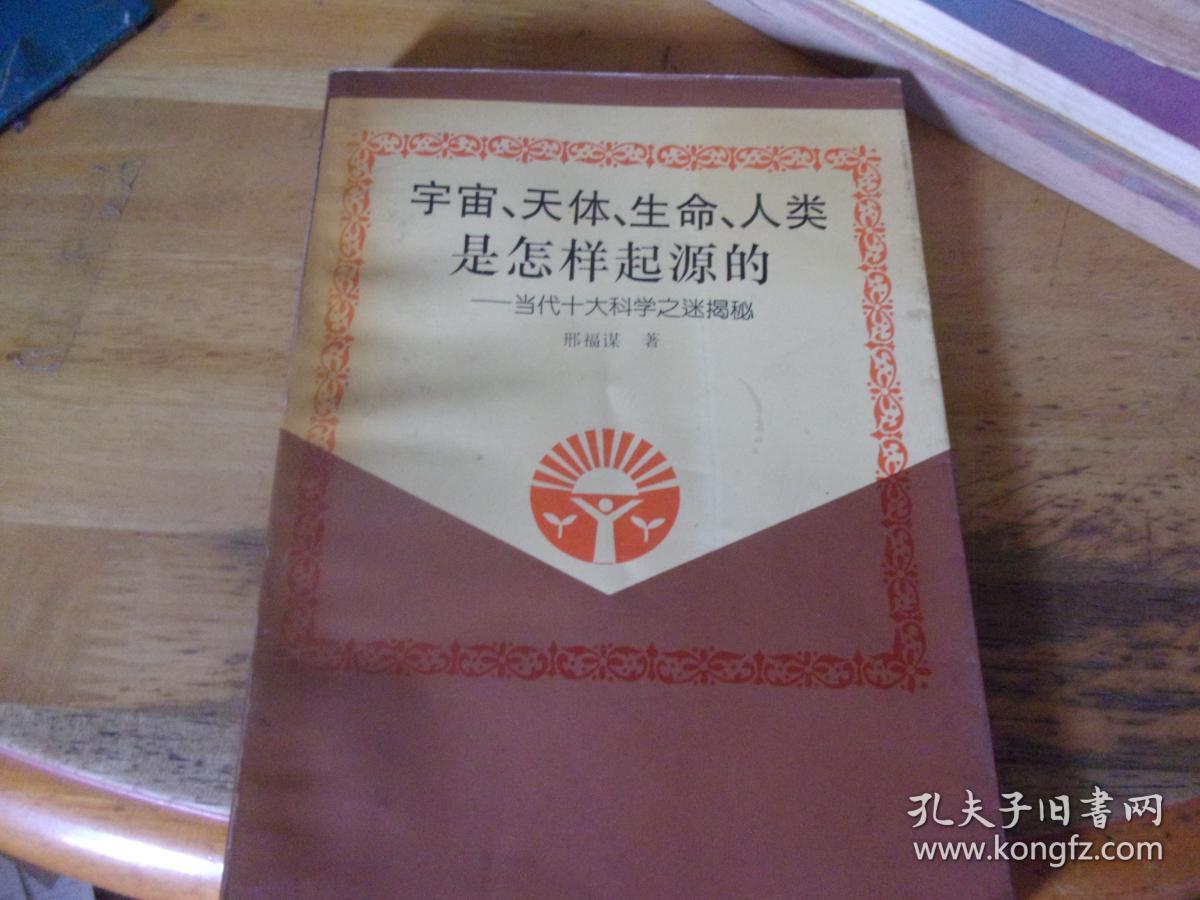 宇宙、天体、生命、人类
是怎样起源的
——当代十大科学之迷揭秘
邢福谋 著
孔夫子旧书网
www.kongfz.com